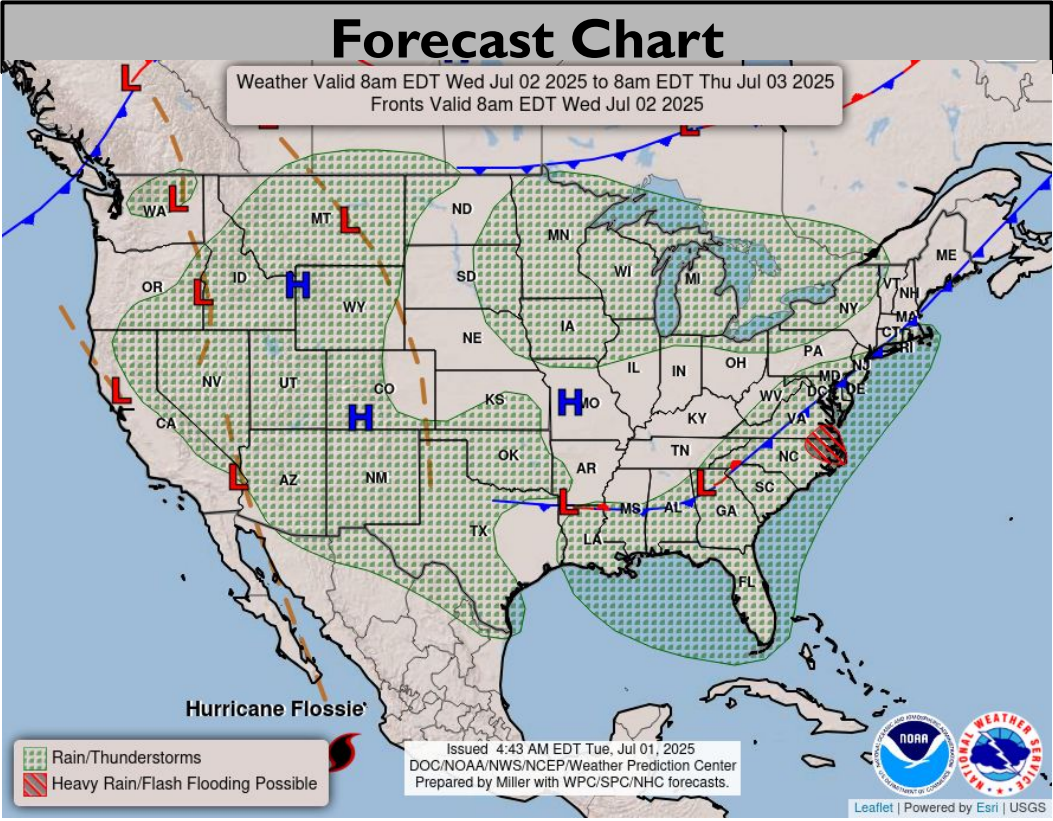 Forecast Chart
Weather Valid 8am EDT Wed Jul 02 2025 to 8am EDT Thu Jul 03 2025
Fronts Valid 8am EDT Wed Jul 02 2025
L
L
WA
L
MT
L
ND
MN
WI
MI
ME
VT
NH
OR
L
ID
H
WY
SD
NY
MA
CT
RI
IA
NE
PA
NJ
NV
UT
CO
IL
IN
OH
MD
DE
DC
L
CA
H
KS
H
MO
WV
VA
KY
L
AZ
NM
OK
AR
TN
NC
L
SC
L
MS
AL
GA
TX
LA
FL
Hurricane Flossie
Rain/Thunderstorms
Heavy Rain/Flash Flooding Possible
Issued 4:43 AM EDT Tue, Jul 01, 2025
DOC/NOAA/NWS/NCEP/Weather Prediction Center
Prepared by Miller with WPC/SPC/NHC forecasts.
NOAA
NATIONAL WEATHER SERVICE
Leaflet | Powered by Esri | USGS